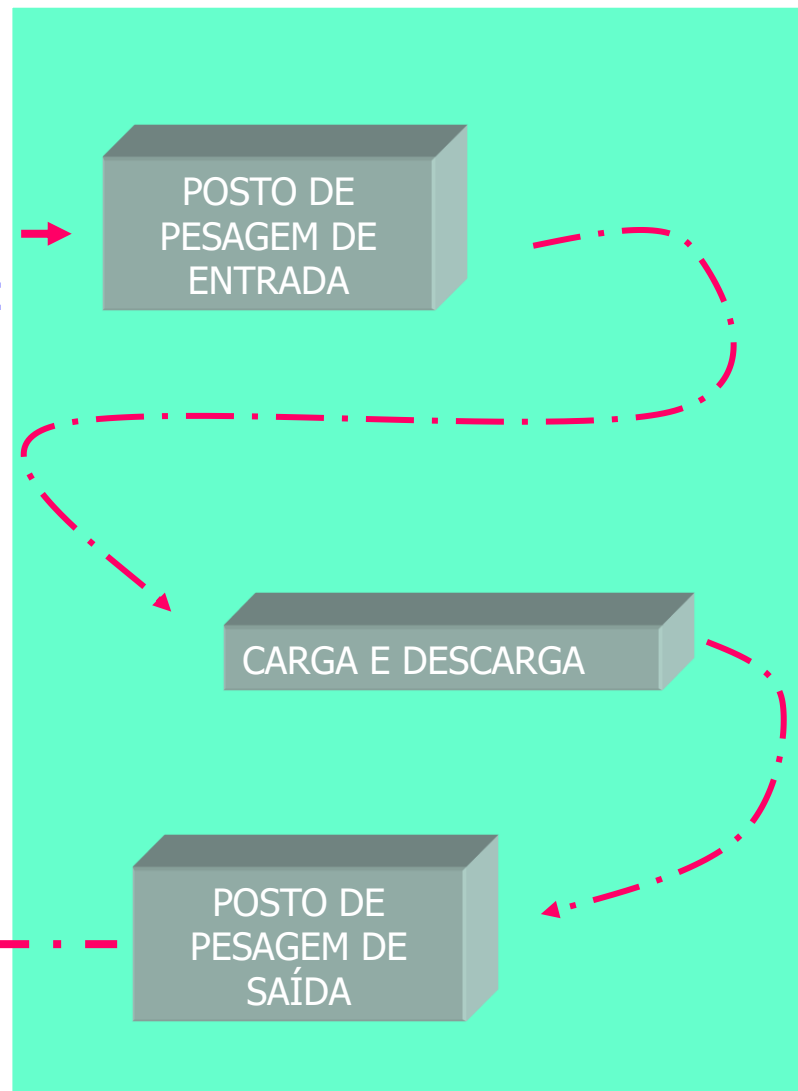 POSTO DE
PESAGEM DE
ENTRADA
CARGA E DESCARGA
POSTO DE
PESAGEM DE
SAÍDA